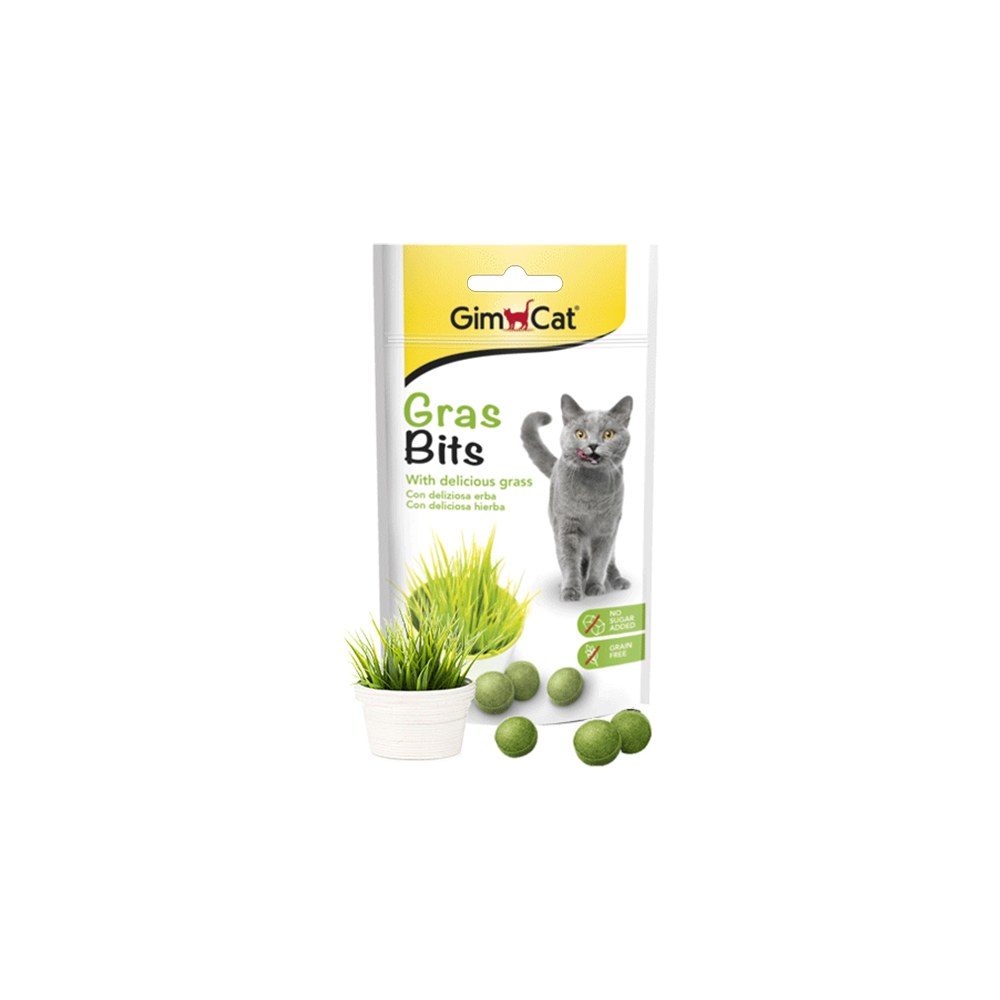 GimCat®
Gras
Bits
With delicious grass
Con deliziosa erba
Con deliciosa hierba
NO
SUGAR
ADDED
GRAIN
FREE